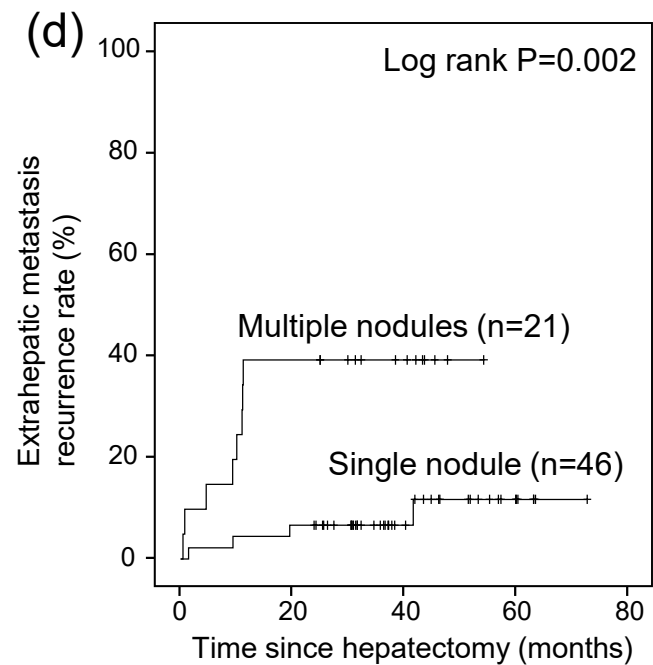 (d)
Log rank P=0.002
100
80
60
40
20
0
Extrahepatic metastasis
recurrence rate (%)
Multiple nodules (n=21)
Single nodule (n=46)
0 20 40 60 80
Time since hepatectomy (months)